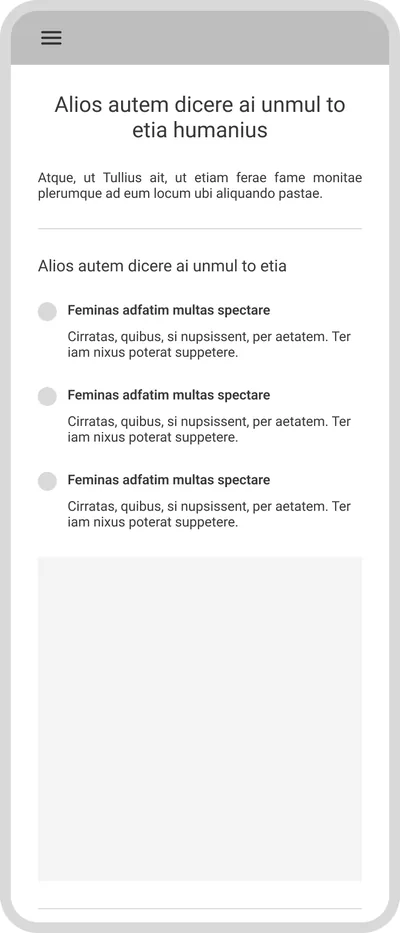 Alios autem dicere ai unmul to
etia humanius
Atque, ut Tullius ait, ut etiam ferae fame monitae
plerumque ad eum locum ubi aliquando pastae.
Alios autem dicere ai unmul to etia
Feminas adfatim multas spectare
Cirratas, quibus, si nupsissent, per aetatem. Ter
iam nixus poterat suppetere.
Feminas adfatim multas spectare
Cirratas, quibus, si nupsissent, per aetatem. Ter
iam nixus poterat suppetere.
Feminas adfatim multas spectare
Cirratas, quibus, si nupsissent, per aetatem. Ter
iam nixus poterat suppetere.